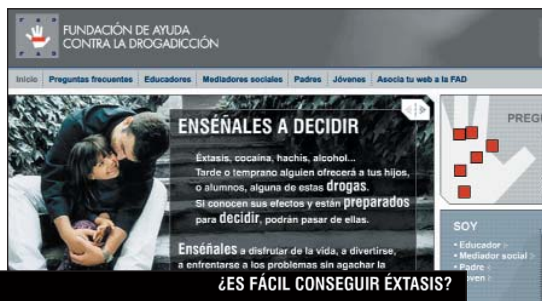 FUNDACIÓN DE AYUDA
CONTRA LA DROGADICCIÓN
Inicio Preguntas frecuentes Educadores Mediadores sociales Padres Jóvenes Asocia tu web a la FAD
ENSÉÑALES A DECIDIR
Éxtasis, cocaína, hachís, alcohol...
Tarde o temprano alguien ofrecerá a tus hijos,
o alumnos, alguna de estas drogas.
Si conocen sus efectos y están preparados
para decidir, podrán pasar de ellas.
Enséñales a disfrutar de la vida, a divertirse,
a enfrentarse a los problemas sin agachar la
PREGU
SOY
• Educador
• Mediador social
• Padre
oven
¿ES FÁCIL CONSEGUIR ÉXTASIS?